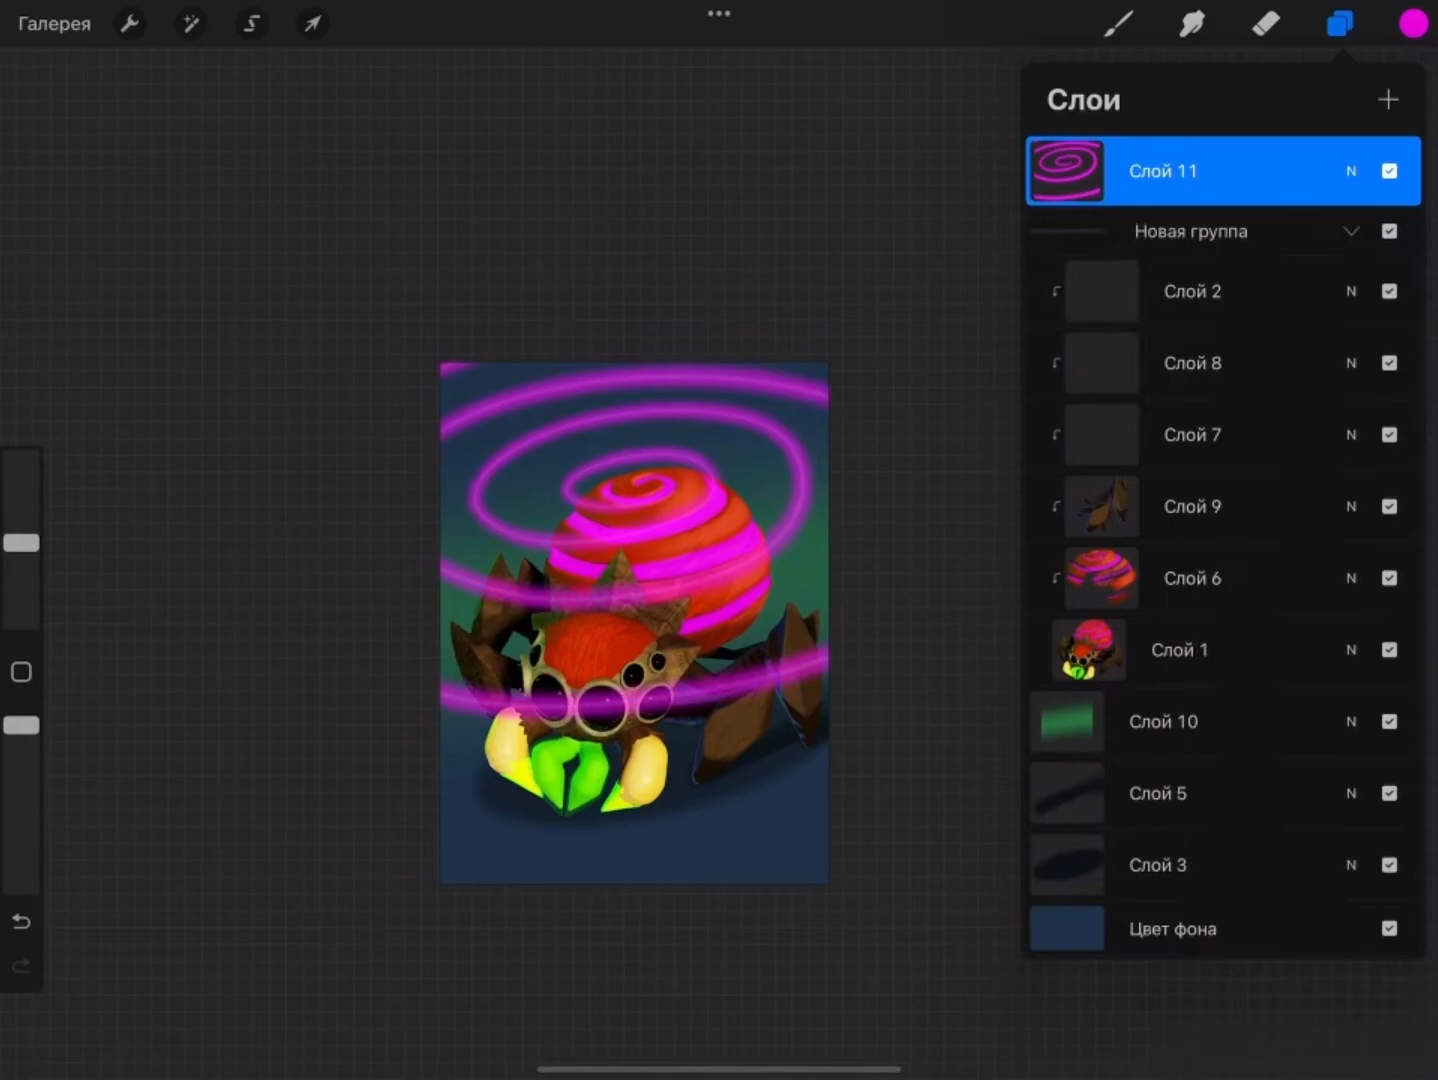 Галерея
Слои
Слой 11 N
Новая группа
Слой 2 N
Слой 8 N
Слой 7 N
Слой 9 N
Слой 6 N
Слой 1 N
Слой 10 N
Слой 5 N
Слой 3 N
Цвет фона